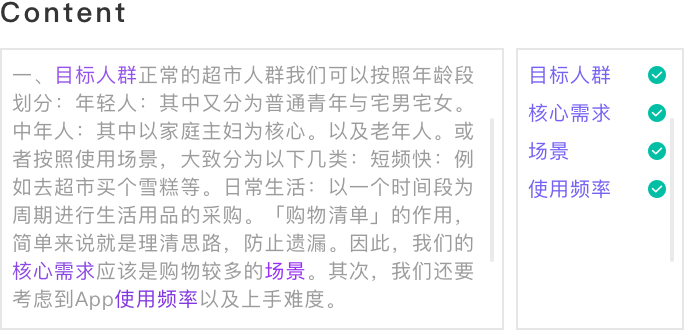 Content
一、目标人群正常的超市人群我们可以按照年龄段
划分：年轻人：其中又分为普通青年与宅男宅女。
中年人：其中以家庭主妇为核心。以及老年人。或
者按照使用场景，大致分为以下几类：短频快：例
如去超市买个雪糕等。日常生活：以一个时间段为
周期进行生活用品的采购。「购物清单」的作用，
简单来说就是理清思路，防止遗漏。因此，我们的
核心需求应该是购物较多的场景。其次，我们还要
考虑到App使用频率以及上手难度。
目标人群
核心需求
场景
使用频率